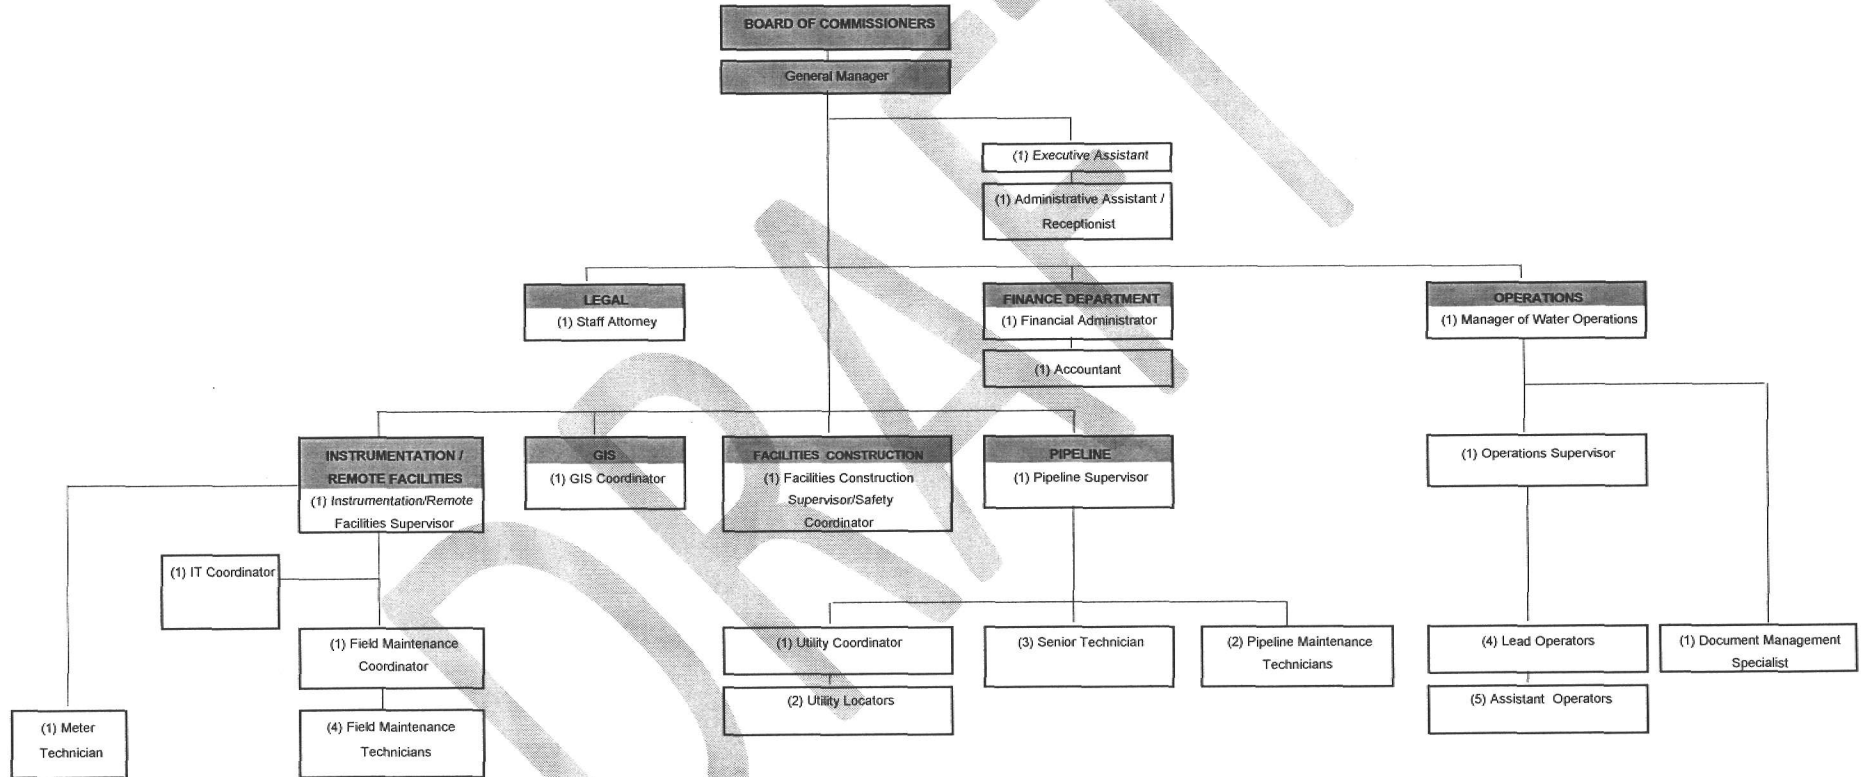 BOARD OF COMMISSIONERS
General Manager
(1) Executive Assistant
(1) Administrative Assistant /
Receptionist
LEGAL
(1) Staff Attorney
FINANCE DEPARTMENT
(1) Financial Administrator
(1) Accountant
OPERATIONS
(1) Manager of Water Operations
INSTRUMENTATION /
REMOTE FACILITIES
(1) Instrumentation/Remote
Facilities Supervisor
GIS
(1) GIS Coordinator
FACILITIES CONSTRUCTION
(1) Facilities Construction
Supervisor/Safety
Coordinator
PIPELINE
(1) Pipeline Supervisor
(1) Operations Supervisor
(1) IT Coordinator
(1) Field Maintenance
Coordinator
(1) Utility Coordinator
(3) Senior Technician
(2) Pipeline Maintenance
Technicians
(4) Lead Operators
(1) Document Management
Specialist
(2) Utility Locators
(5) Assistant Operators
(1) Meter
Technician
(4) Field Maintenance
Technicians
DRAFT